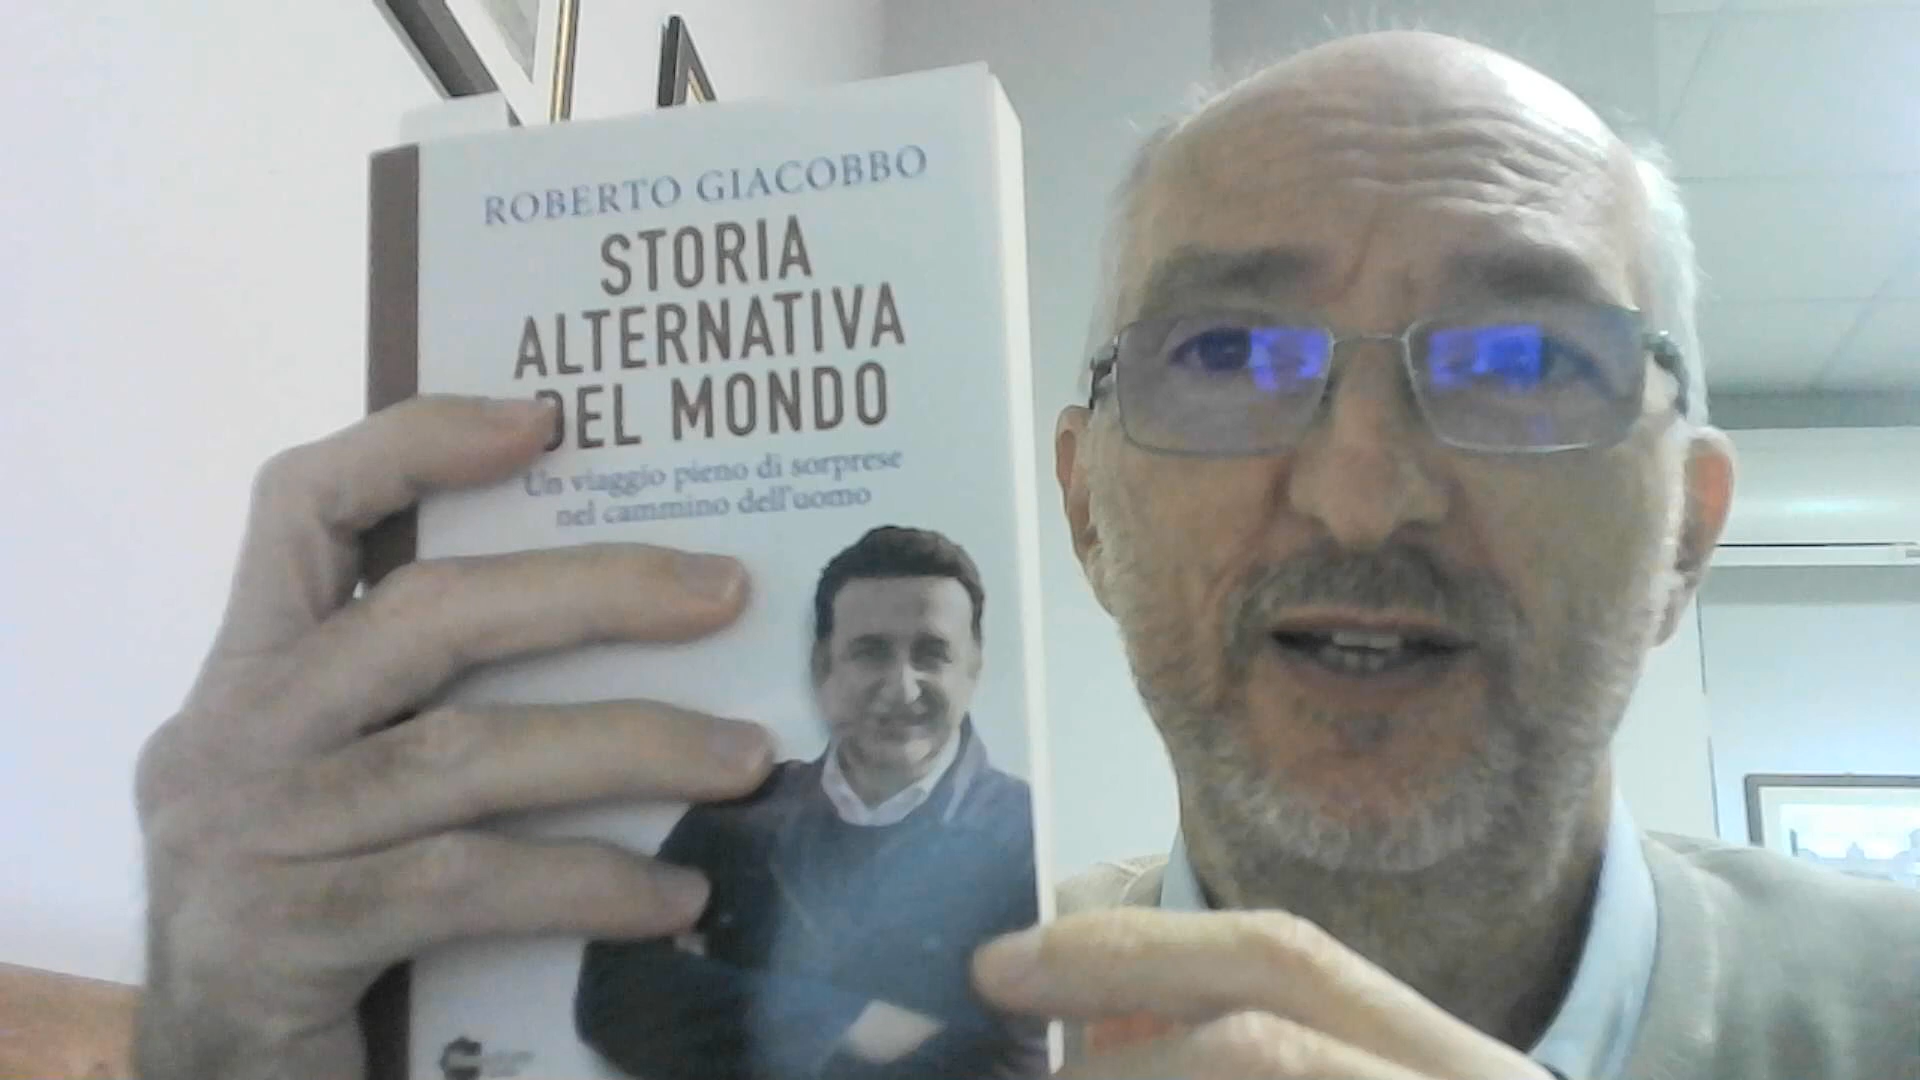 ROBERTO GIACOBBO
STORIA
ALTERNATIVA
DEL MONDO
Un viaggio pieno di sorprese
nel cammino dell'uomo